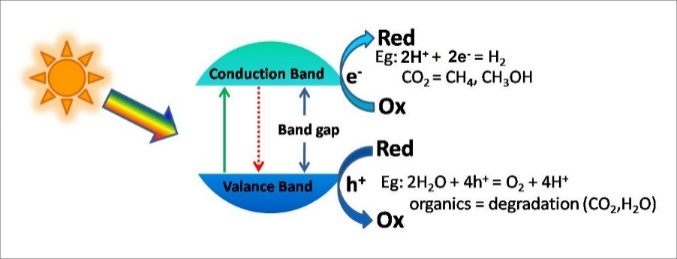 Red
Eg: 2H⁺ + 2e⁻ = H₂
Conduction Band
e⁻
CO₂ = CH₄, CH₃OH
Ox
Band gap
Red
Valance Band
h⁺
Eg: 2H₂O + 4h⁺ = O₂ + 4H⁺
organics = degradation (CO₂,H₂O)
Ox